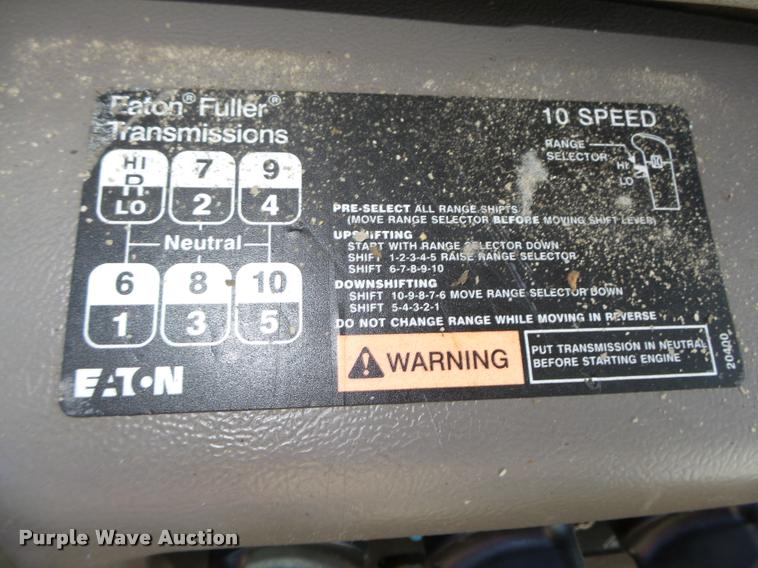 Eaton® Fuller®
Transmissions
10 SPEED
RANGE
SELECTOR
HI
LO
HI 7 9
R
LO 2 4
Neutral
6 8 10
1 3 5
PRE-SELECT ALL RANGE SHIFTS
(MOVE RANGE SELECTOR BEFORE MOVING SHIFT LEVER)
UPSHIFTING
START WITH RANGE SELECTOR DOWN
SHIFT 1-2-3-4-5 RAISE RANGE SELECTOR
SHIFT 6-7-8-9-10
DOWNSHIFTING
SHIFT 10-9-8-7-6 MOVE RANGE SELECTOR DOWN
SHIFT 5-4-3-2-1
DO NOT CHANGE RANGE WHILE MOVING IN REVERSE
WARNING
PUT TRANSMISSION IN NEUTRAL
BEFORE STARTING ENGINE
20400
EATON
Purple Wave Auction